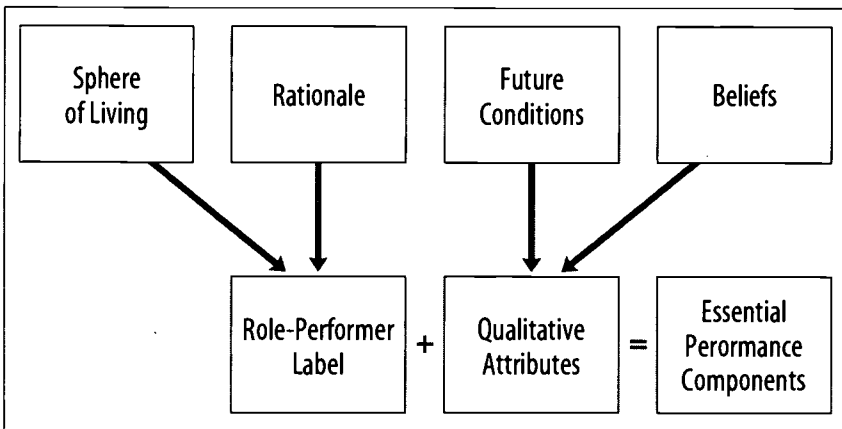 Sphere
of Living
Rationale
Future
Conditions
Beliefs
Role-Performer
Label
+
Qualitative
Attributes
=
Essential
Perormance
Components